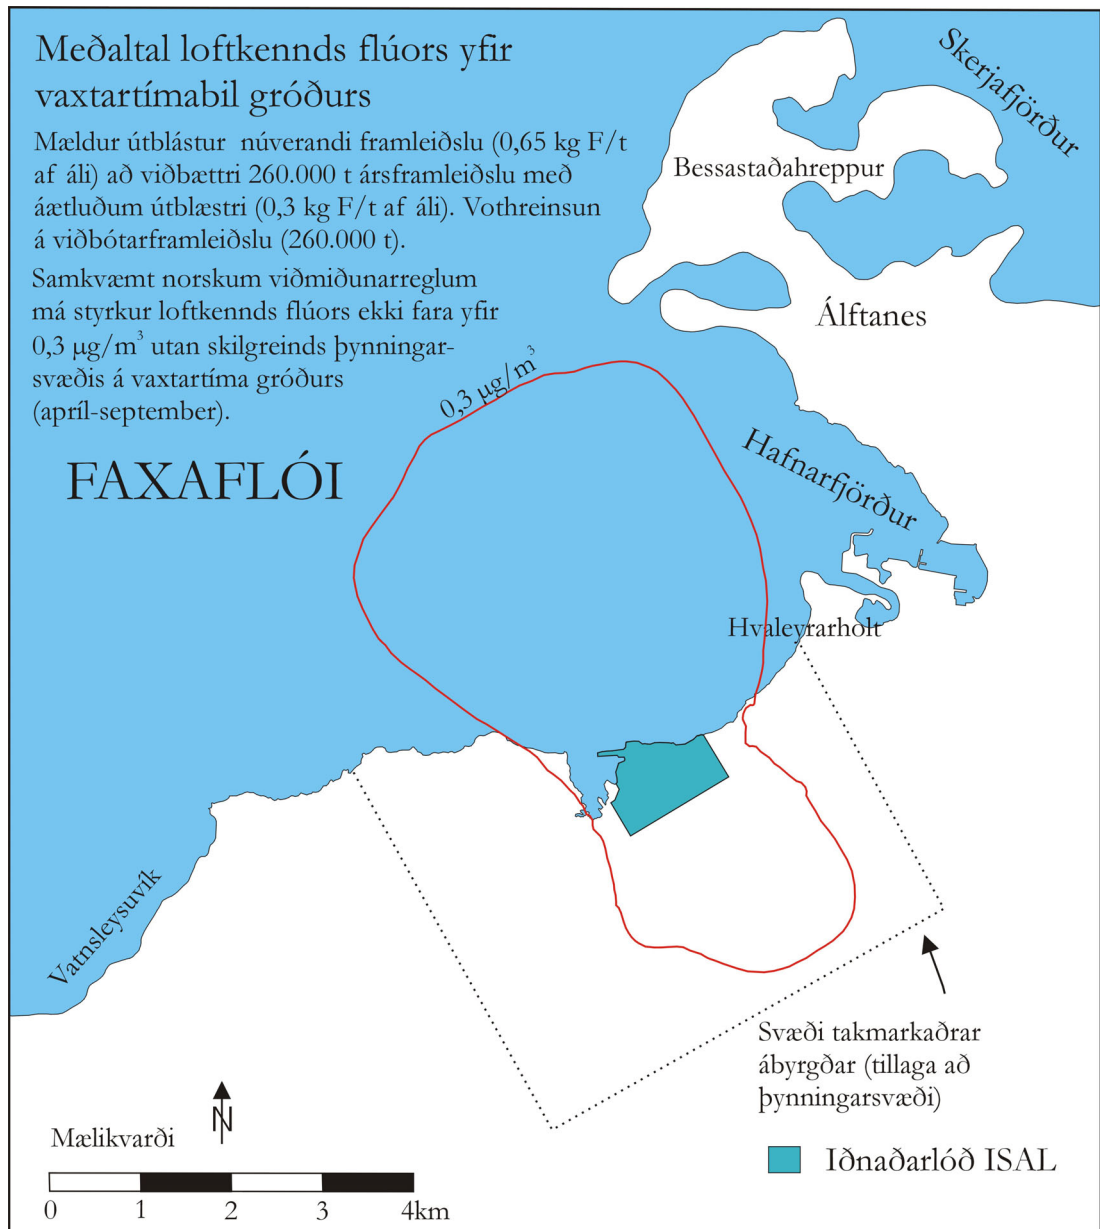 Meðaltal loftkennds flúors yfir
vaxtartímabil gróðurs
Mældur útblástur núverandi framleiðslu (0,65 kg F/t
af áli) að viðbættri 260.000 t ársframleiðslu með
áætluðum útblæstri (0,3 kg F/t af áli). Vothreinsun
á viðbótarframleiðslu (260.000 t).
Samkvæmt norskum viðmiðunarreglum
má styrkur loftkennds flúors ekki fara yfir
0,3 µg/m³ utan skilgreinds þynningar-
svæðis á vaxtartíma gróðurs
(apríl-september).
Skerjafjörður
Bessastaðahreppur
Álftanes
0,3 µg/m³
FAXAFLÓI
Hafnarfjörður
Hvaleyrarholt
Vatnsleysuvík
Svæði takmarkaðrar
ábyrgðar (tillaga að
þynningarsvæði)
N
Mælikvarði
0 1 2 3 4km
Iðnaðarlóð ISAL